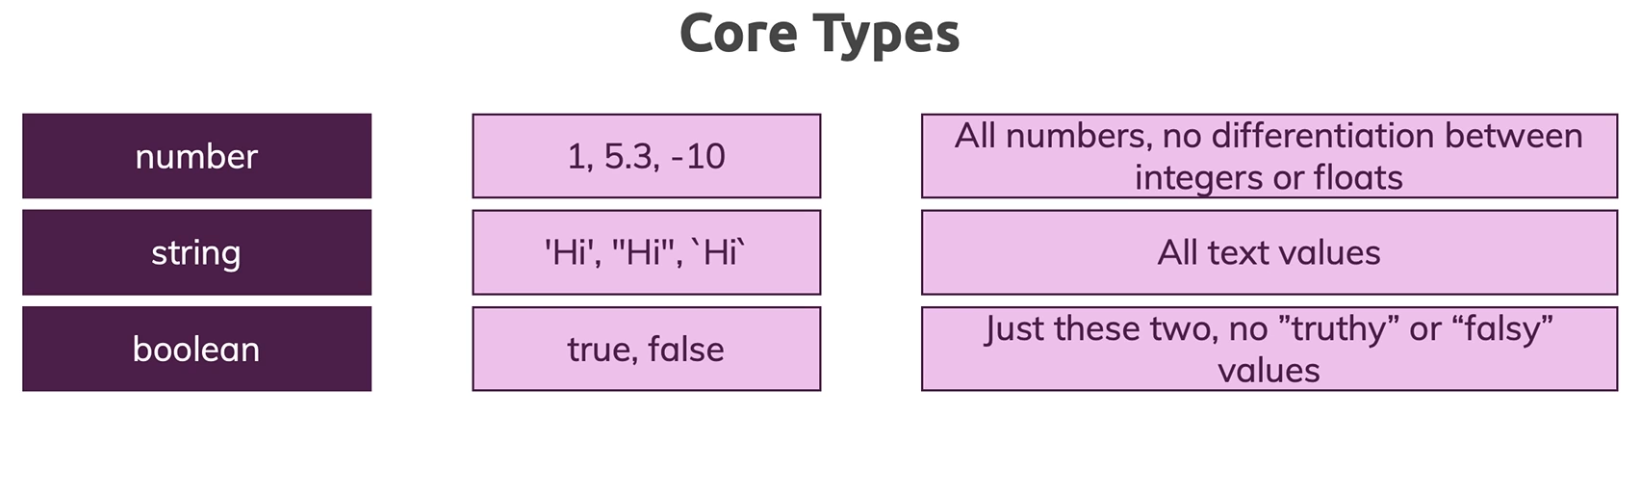 Core Types
number
1, 5.3, -10
All numbers, no differentiation between
integers or floats
string
'Hi', "Hi", `Hi`
All text values
boolean
true, false
Just these two, no ”truthy” or “falsy”
values